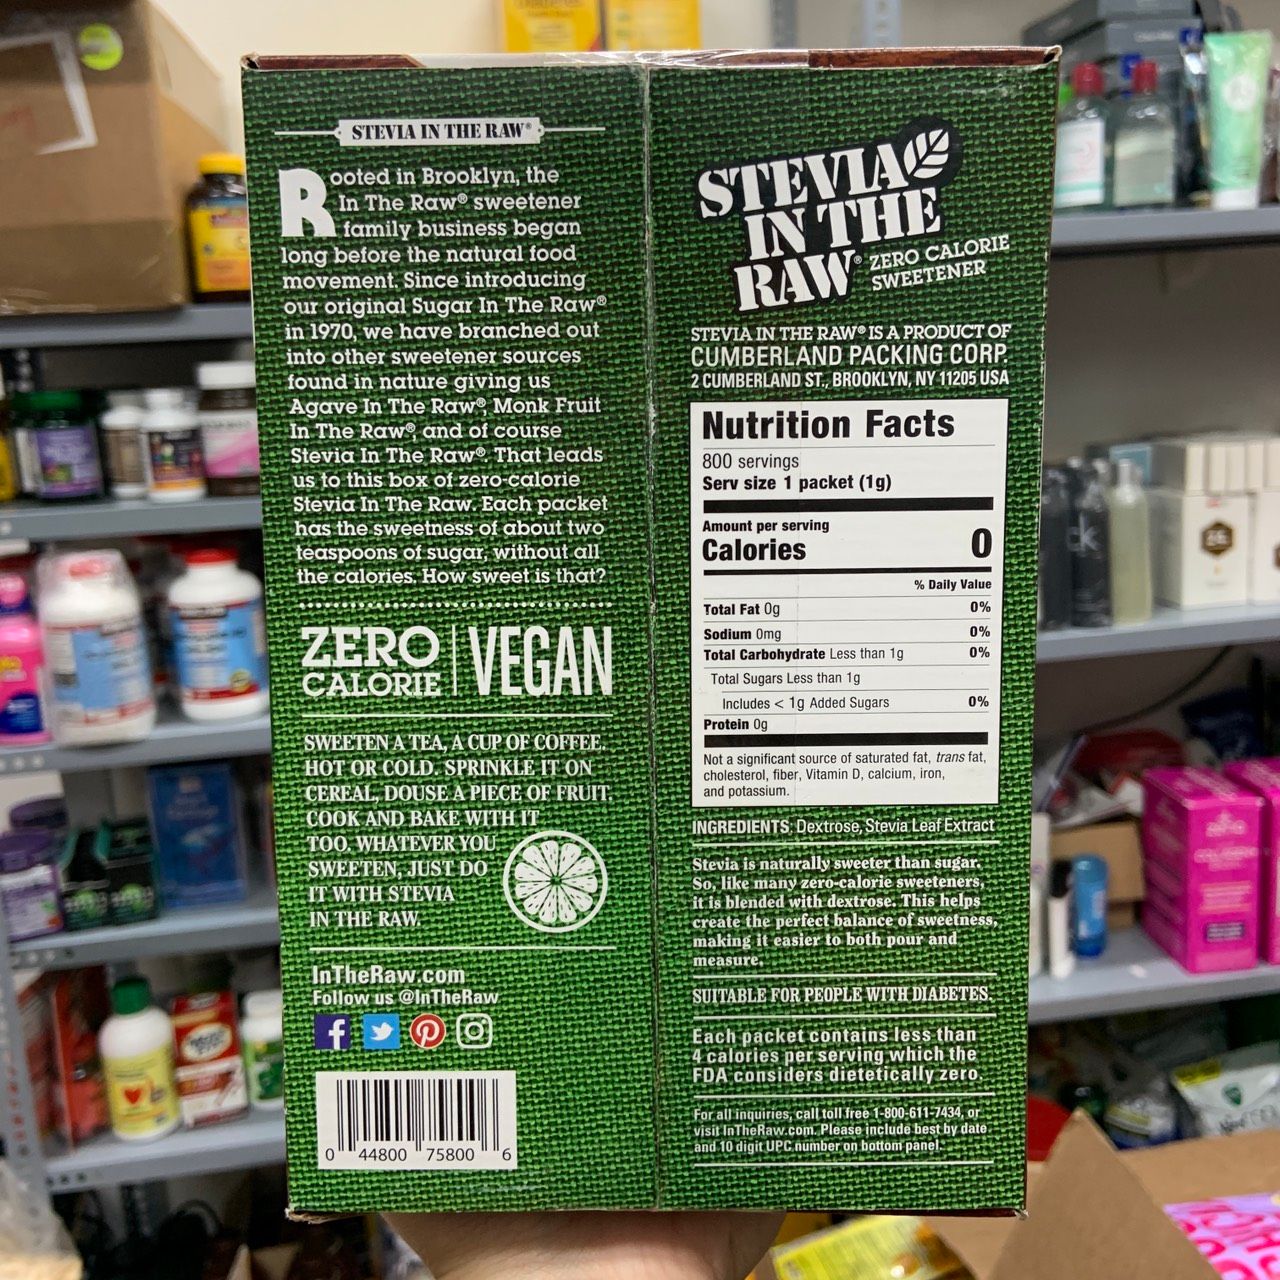 STEVIA IN THE RAW®
Rooted in Brooklyn, the
In The Raw® sweetener
family business began
long before the natural food
movement. Since introducing
our original Sugar In The Raw®
in 1970, we have branched out
into other sweetener sources
found in nature giving us
Agave In The Raw®, Monk Fruit
In The Raw®, and of course
Stevia In The Raw®. That leads
us to this box of zero-calorie
Stevia In The Raw. Each packet
has the sweetness of about two
teaspoons of sugar, without all
the calories. How sweet is that?
ZERO
CALORIE
VEGAN
SWEETEN A TEA, A CUP OF COFFEE.
HOT OR COLD. SPRINKLE IT ON
CEREAL, DOUSE A PIECE OF FRUIT.
COOK AND BAKE WITH IT
TOO. WHATEVER YOU
SWEETEN, JUST DO
IT WITH STEVIA
IN THE RAW.
InTheRaw.com
Follow us @InTheRaw
0 44800 75800 6
STEVIA
IN THE
RAW®
ZERO CALORIE
SWEETENER
STEVIA IN THE RAW® IS A PRODUCT OF
CUMBERLAND PACKING CORP.
2 CUMBERLAND ST., BROOKLYN, NY 11205 USA
Nutrition Facts
800 servings
Serv size 1 packet (1g)
Amount per serving
Calories 0
% Daily Value
Total Fat 0g 0%
Sodium 0mg 0%
Total Carbohydrate Less than 1g 0%
Total Sugars Less than 1g
Includes < 1g Added Sugars 0%
Protein 0g
Not a significant source of saturated fat, trans fat,
cholesterol, fiber, Vitamin D, calcium, iron,
and potassium.
INGREDIENTS: Dextrose, Stevia Leaf Extract
Stevia is naturally sweeter than sugar.
So, like many zero-calorie sweeteners,
it is blended with dextrose. This helps
create the perfect balance of sweetness,
making it easier to both pour and
measure.
SUITABLE FOR PEOPLE WITH DIABETES.
Each packet contains less than
4 calories per serving which the
FDA considers dietetically zero.
For all inquiries, call toll free 1-800-611-7434, or
visit InTheRaw.com. Please include best by date
and 10 digit UPC number on bottom panel.